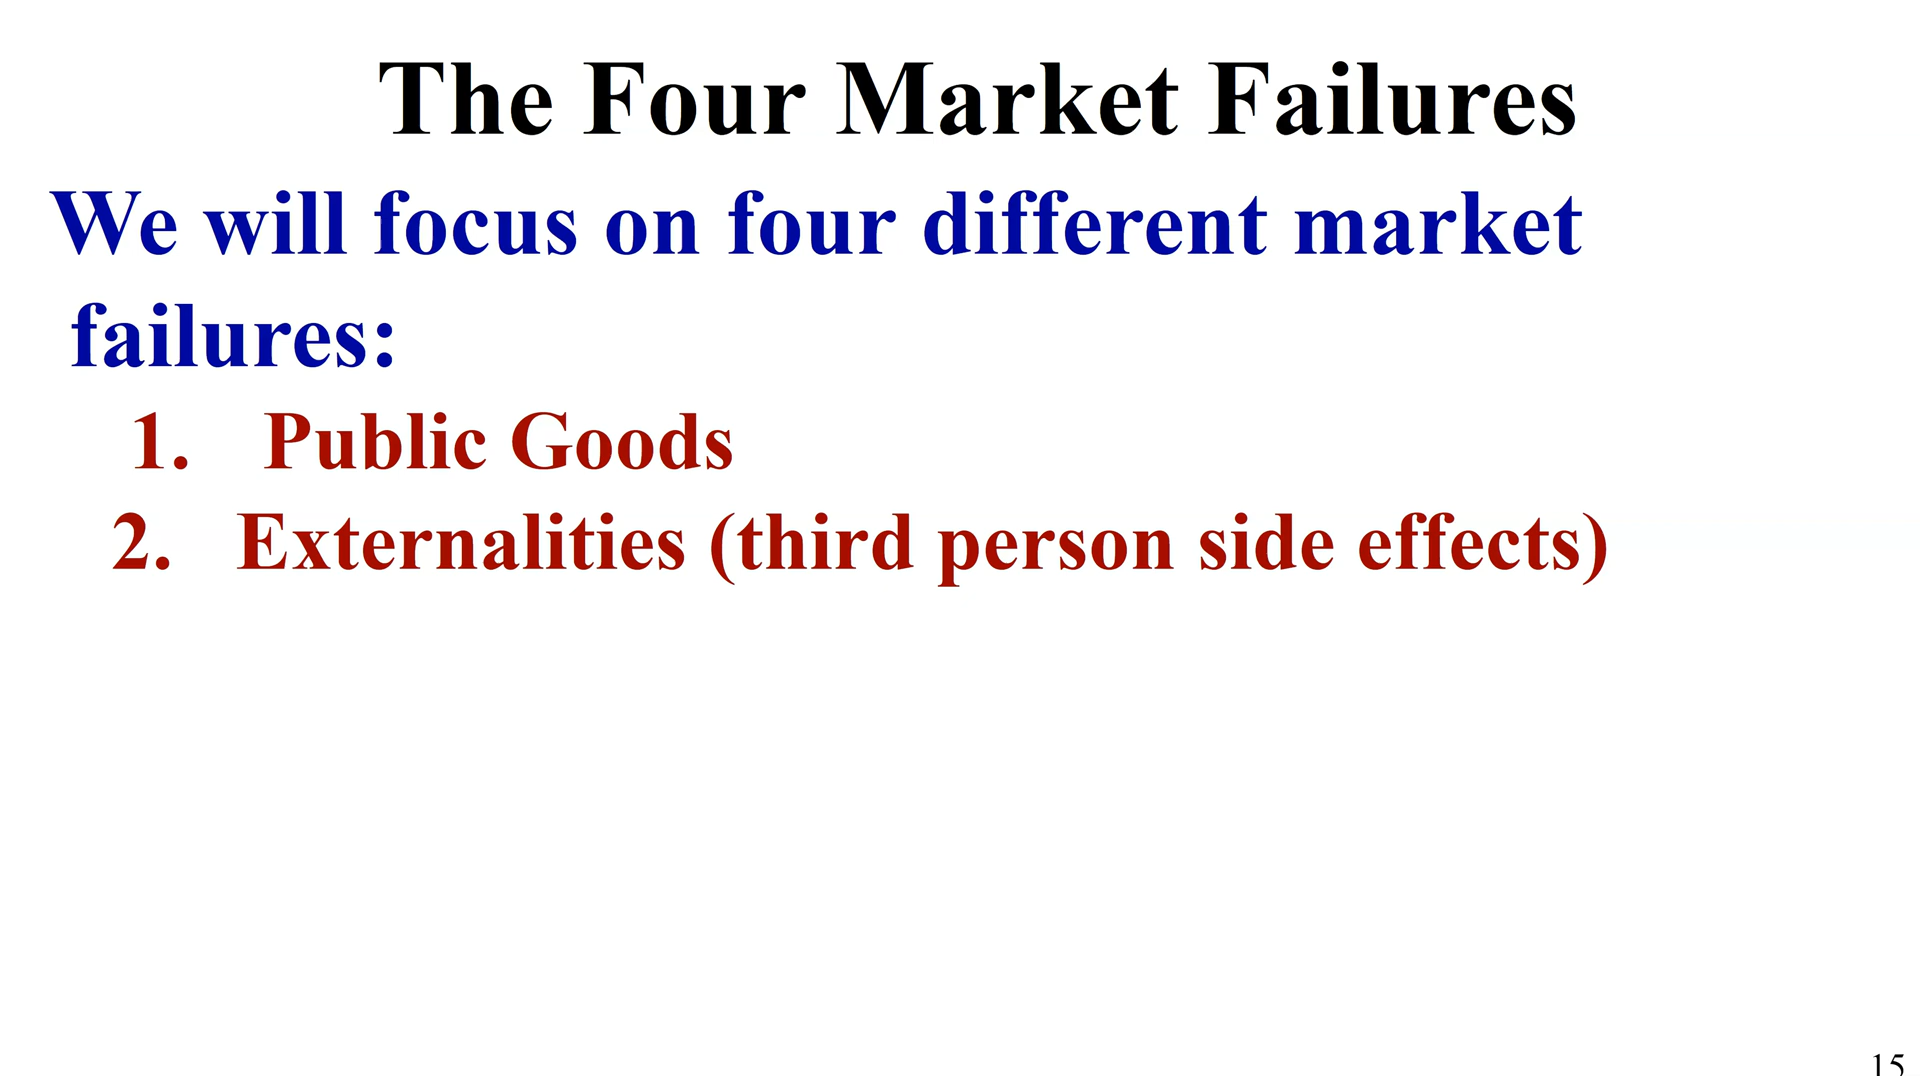 The Four Market Failures
We will focus on four different market
failures:
1. Public Goods
2. Externalities (third person side effects)
15